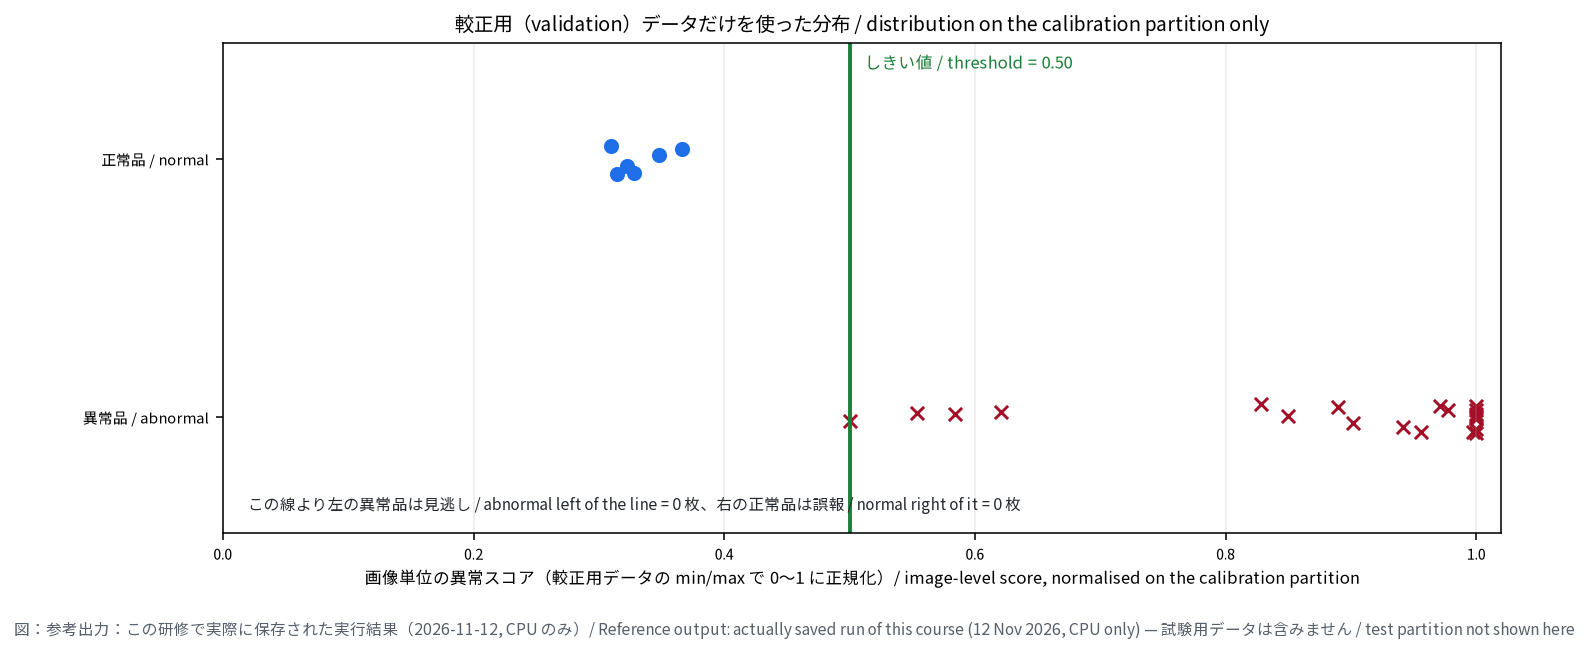 較正用（validation）データだけを使った分布 / distribution on the calibration partition only
しきい値 / threshold = 0.50
正常品 / normal
異常品 / abnormal
この線より左の異常品は見逃し / abnormal left of the line = 0 枚、右の正常品は誤報 / normal right of it = 0 枚
0.0 0.2 0.4 0.6 0.8 1.0
画像単位の異常スコア（較正用データの min/max で 0〜1 に正規化）/ image-level score, normalised on the calibration partition
図：参考出力：この研修で実際に保存された実行結果（2026-11-12, CPU のみ）/ Reference output: actually saved run of this course (12 Nov 2026, CPU only) — 試験用データは含みません / test partition not shown here